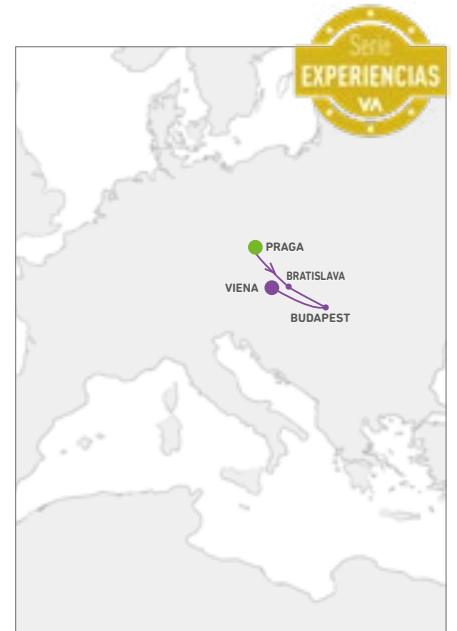 Serie
EXPERIENCIAS
VA
PRAGA
BRATISLAVA
VIENA
BUDAPEST